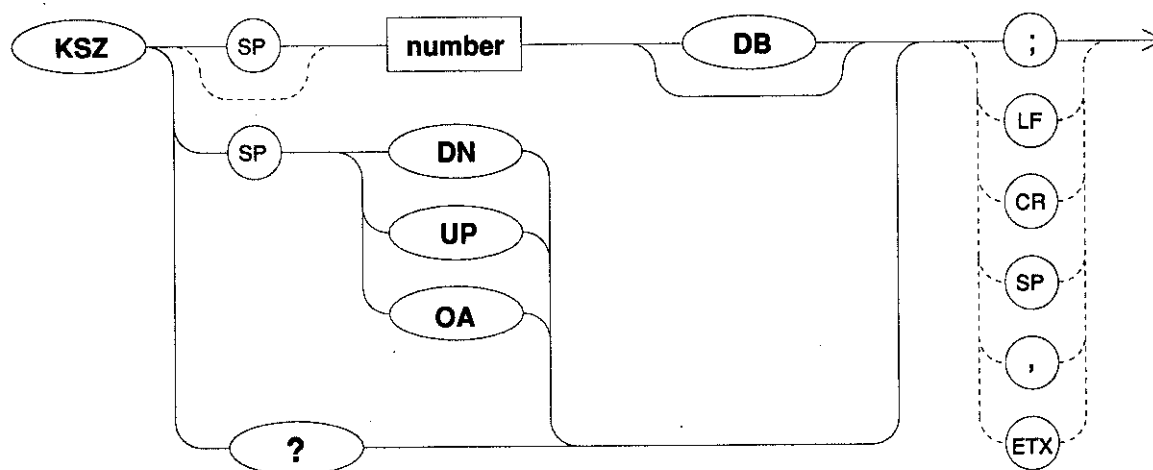 KSZ SP number DB ;
LF
SP DN
CR
UP
SP
OA
,
? ETX